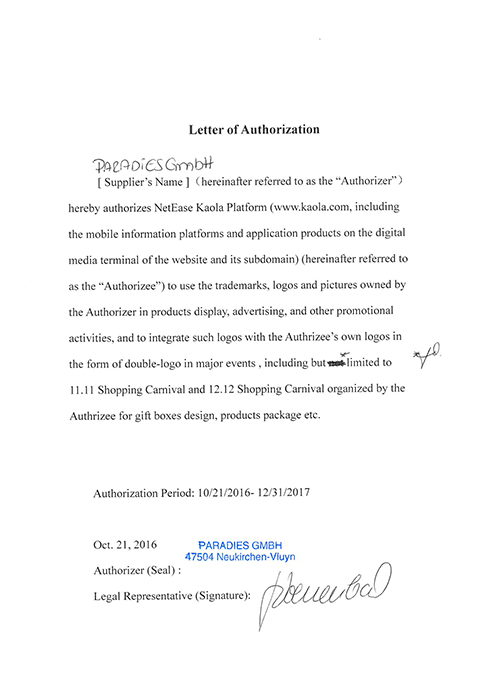 Letter of Authorization
PARADIES GmbH
[ Supplier's Name ] (hereinafter referred to as the "Authorizer")
hereby authorizes NetEase Kaola Platform (www.kaola.com, including
the mobile information platforms and application products on the digital
media terminal of the website and its subdomain) (hereinafter referred to
as the "Authorizee") to use the trademarks, logos and pictures owned by
the Authorizer in products display, advertising, and other promotional
activities, and to integrate such logos with the Authrizee's own logos in
the form of double-logo in major events , including but not limited to
11.11 Shopping Carnival and 12.12 Shopping Carnival organized by the
Authrizee for gift boxes design, products package etc.
Authorization Period: 10/21/2016- 12/31/2017
Oct. 21, 2016
PARADIES GMBH
47504 Neukirchen-Vluyn
Authorizer (Seal) :
Legal Representative (Signature):